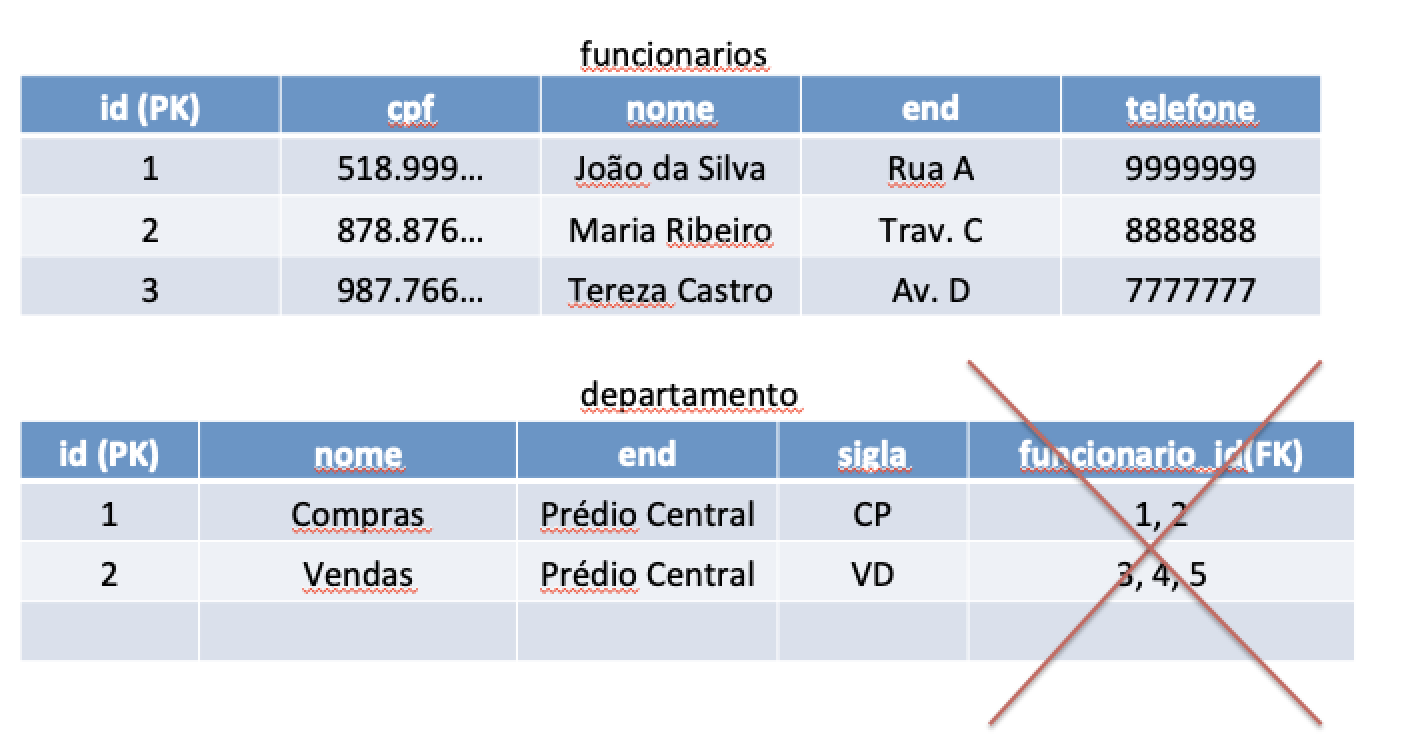 funcionarios
id (PK) cpf nome end telefone
1 518.999... João da Silva Rua A 9999999
2 878.876... Maria Ribeiro Trav. C 8888888
3 987.766... Tereza Castro Av. D 7777777
departamento
id (PK) nome end sigla funcionario_id(FK)
1 Compras Prédio Central CP 1, 2
2 Vendas Prédio Central VD 3, 4, 5